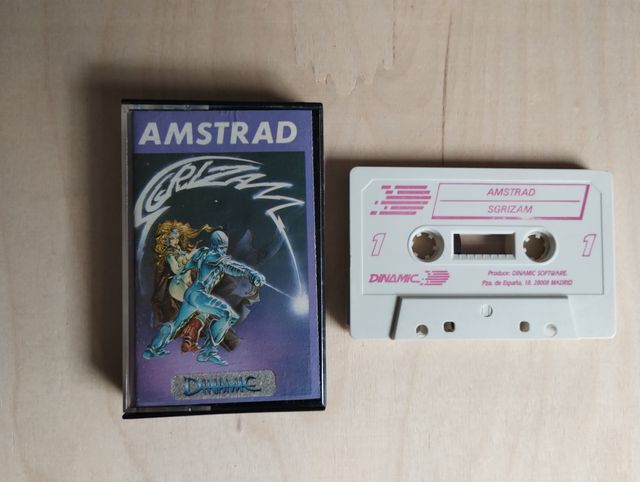 AMSTRAD
SGRIZAM
DINAMIC
AMSTRAD
SGRIZAM
1
1
DINAMIC
Produce: DINAMIC SOFTWARE.
Pza. de España, 18. 28008 MADRID